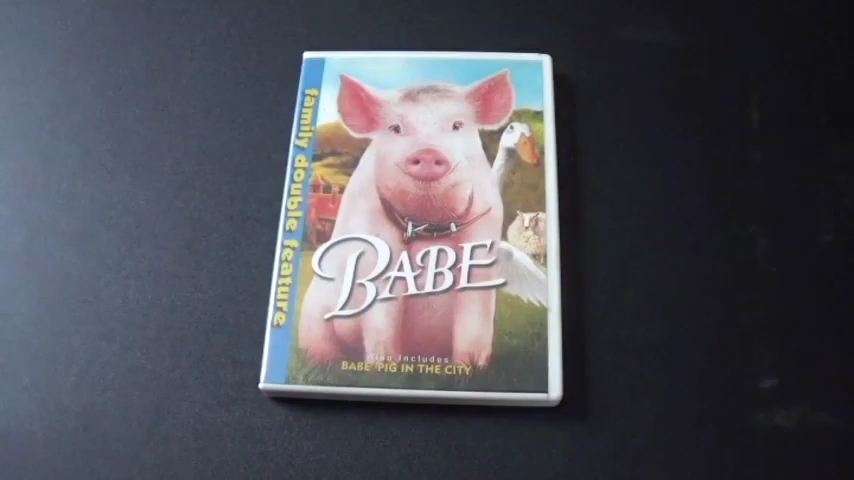 family double feature
BABE
Also Includes
BABE PIG IN THE CITY